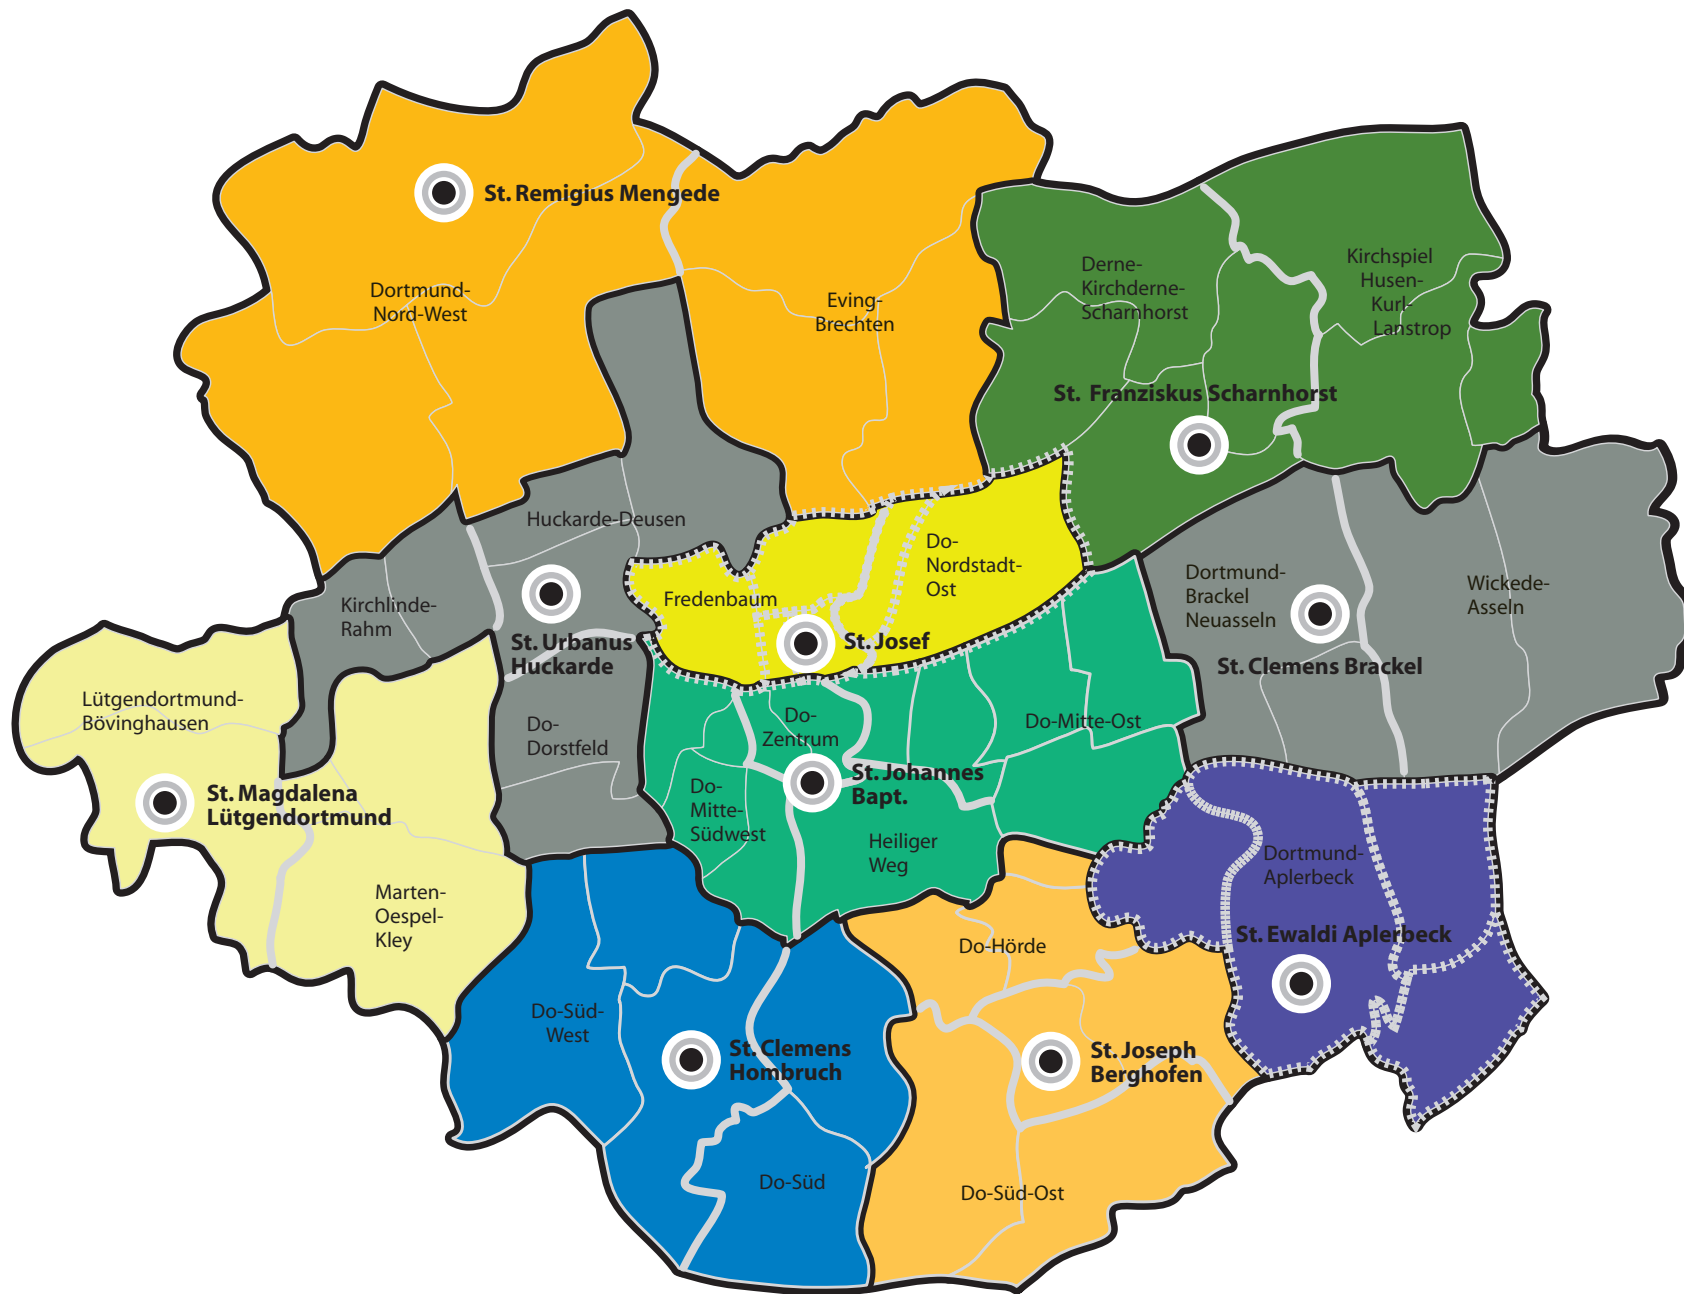 St. Remigius Mengede
Dortmund-
Nord-West
Eving-
Brechten
Derne-
Kirchderne-
Scharnhorst
Kirchspiel
Husen-
Kurl-
Lanstrop
St. Franziskus Scharnhorst
Huckarde-Deusen
Kirchlinde-
Rahm
St. Urbanus
Huckarde
Do-
Dorstfeld
Fredenbaum
Do-
Nordstadt-
Ost
St. Josef
Dortmund-
Brackel
Neuasseln
Wickede-
Asseln
St. Clemens Brackel
Lütgendortmund-
Bövinghausen
St. Magdalena
Lütgendortmund
Marten-
Oespel-
Kley
Do-
Zentrum
Do-Mitte-Ost
St. Johannes
Bapt.
Do-
Mitte-
Südwest
Heiliger
Weg
Dortmund-
Aplerbeck
St. Ewaldi Aplerbeck
Do-Hörde
Do-Süd-
West
St. Clemens
Hombruch
St. Joseph
Berghofen
Do-Süd
Do-Süd-Ost